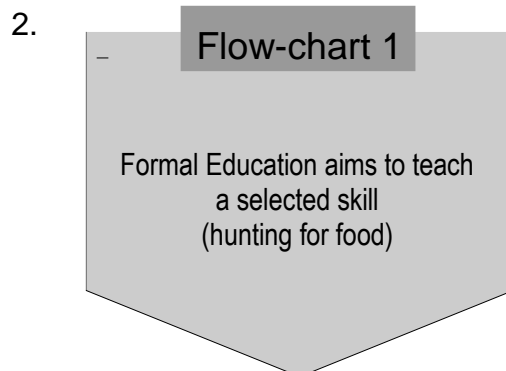 2.
Flow-chart 1
_
Formal Education aims to teach
a selected skill
(hunting for food)